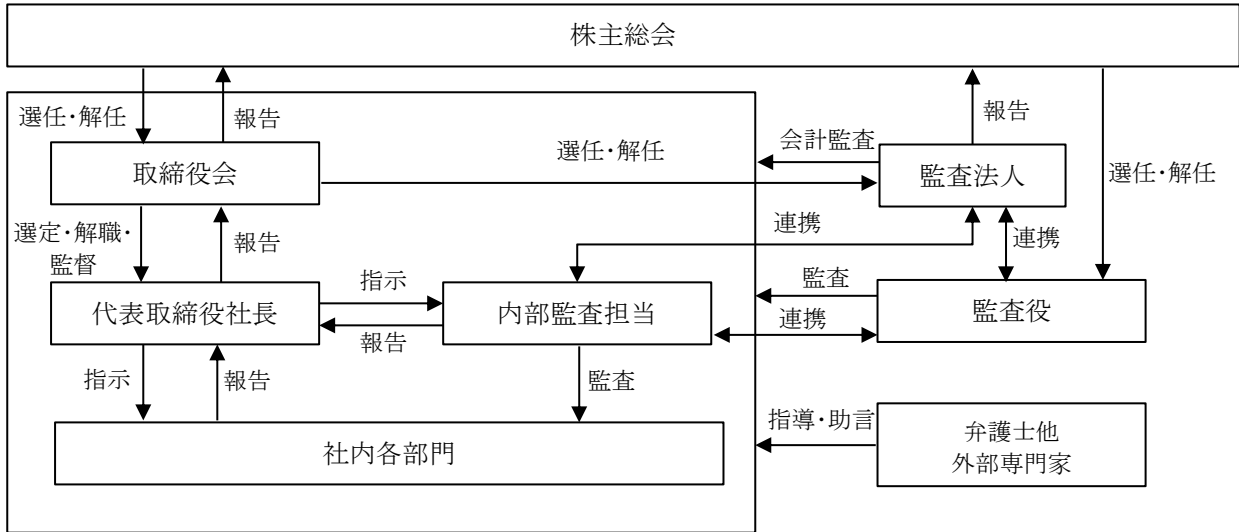 株主総会
選任・解任
報告
報告
会計監査
選任・解任
取締役会
監査法人
選任・解任
選定・解職・
監督
報告
連携
連携
指示
監査
代表取締役社長
内部監査担当
監査役
報告
連携
指示
報告
監査
指導・助言
弁護士他
外部専門家
社内各部門